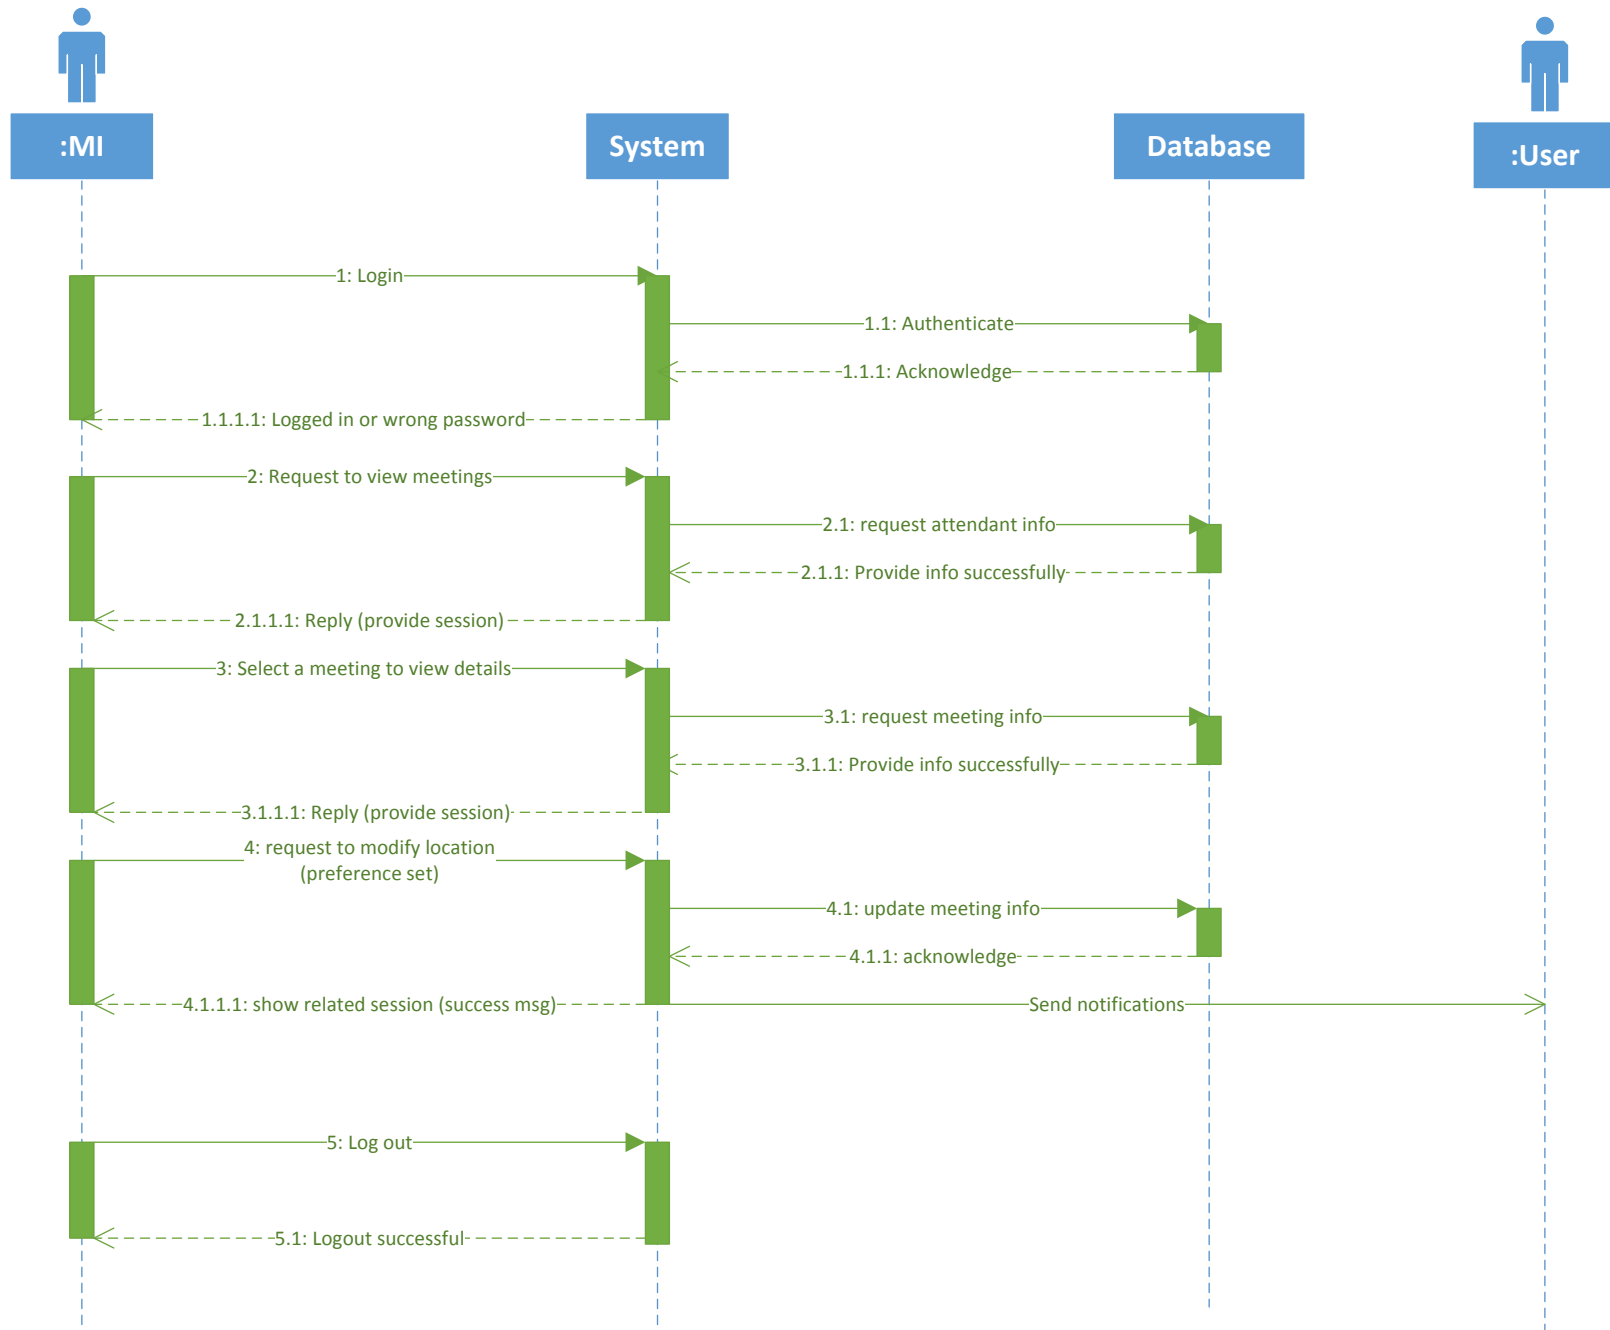 :MI
System
Database
:User
1: Login
1.1: Authenticate
1.1.1: Acknowledge
1.1.1.1: Logged in or wrong password
2: Request to view meetings
2.1: request attendant info
2.1.1: Provide info successfully
2.1.1.1: Reply (provide session)
3: Select a meeting to view details
3.1: request meeting info
3.1.1: Provide info successfully
3.1.1.1: Reply (provide session)
4: request to modify location
(preference set)
4.1: update meeting info
4.1.1: acknowledge
4.1.1.1: show related session (success msg)
Send notifications
5: Log out
5.1: Logout successful